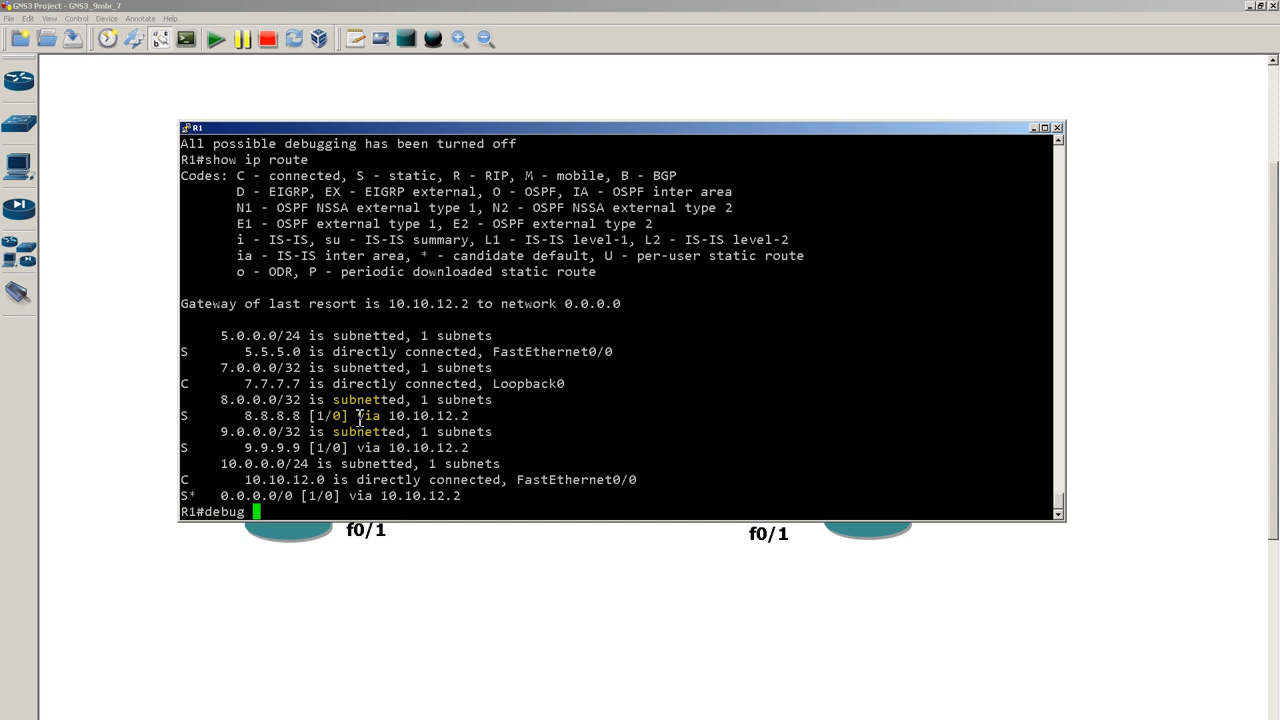 GNS3 Project - GNS3_9mlx_7
File Edit View Control Device Annotate Help
R1
All possible debugging has been turned off
R1#show ip route
Codes: C - connected, S - static, R - RIP, M - mobile, B - BGP
D - EIGRP, EX - EIGRP external, O - OSPF, IA - OSPF inter area
N1 - OSPF NSSA external type 1, N2 - OSPF NSSA external type 2
E1 - OSPF external type 1, E2 - OSPF external type 2
i - IS-IS, su - IS-IS summary, L1 - IS-IS level-1, L2 - IS-IS level-2
ia - IS-IS inter area, * - candidate default, U - per-user static route
o - ODR, P - periodic downloaded static route
Gateway of last resort is 10.10.12.2 to network 0.0.0.0
5.0.0.0/24 is subnetted, 1 subnets
S 5.5.5.0 is directly connected, FastEthernet0/0
7.0.0.0/32 is subnetted, 1 subnets
C 7.7.7.7 is directly connected, Loopback0
8.0.0.0/32 is subnetted, 1 subnets
S 8.8.8.8 [1/0] via 10.10.12.2
9.0.0.0/32 is subnetted, 1 subnets
S 9.9.9.9 [1/0] via 10.10.12.2
10.0.0.0/24 is subnetted, 1 subnets
C 10.10.12.0 is directly connected, FastEthernet0/0
S* 0.0.0.0/0 [1/0] via 10.10.12.2
R1#debug
f0/1
f0/1